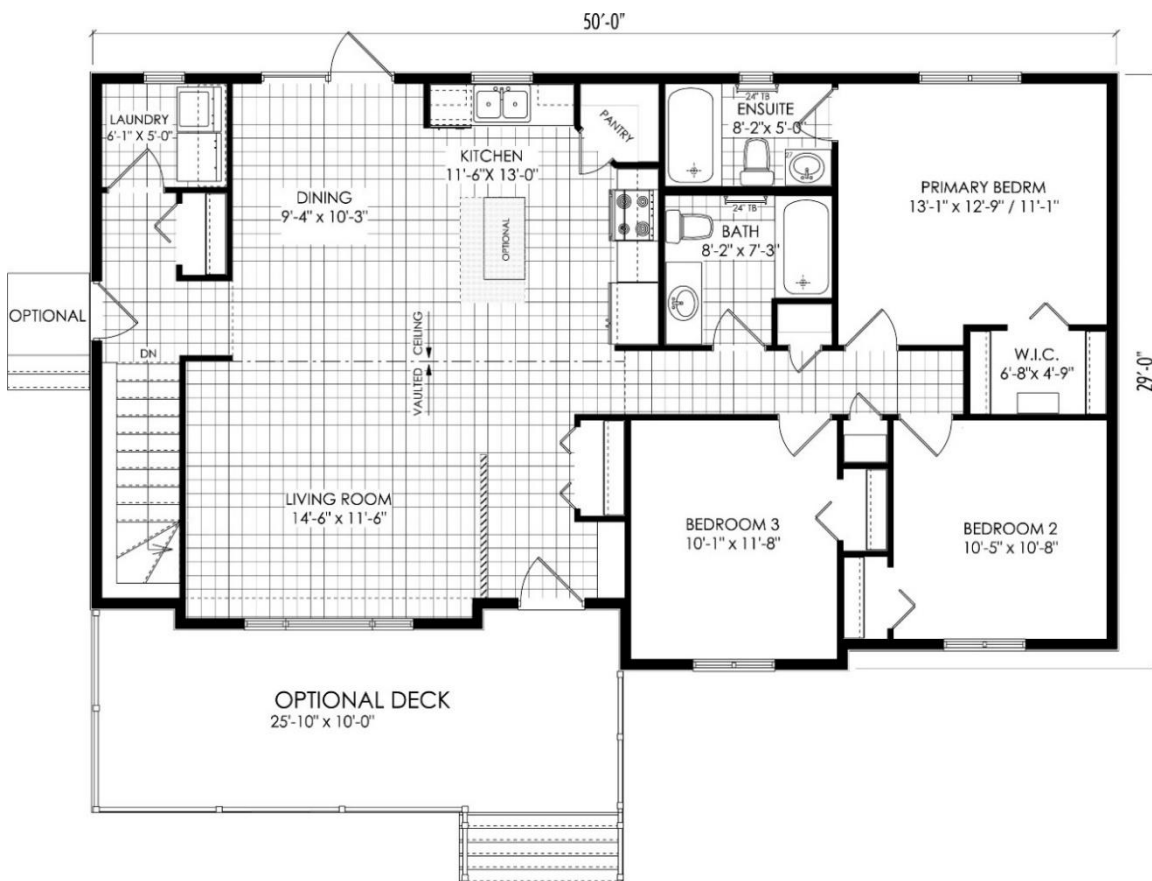 50'-0"
LAUNDRY
6'-1" X 5'-0"
DINING
9'-4" x 10'-3"
KITCHEN
11'-6"X 13'-0"
OPTIONAL
PANTRY
24" TB
ENSUITE
8'-2"x 5'-0"
24" TB
BATH
8'-2" x 7'-3"
PRIMARY BEDRM
13'-1" x 12'-9" / 11'-1"
W.I.C.
6'-8"x 4'-9"
29'-0"
OPTIONAL
DN
VAULTED CEILING
LIVING ROOM
14'-6" x 11'-6"
BEDROOM 3
10'-1" x 11'-8"
BEDROOM 2
10'-5" x 10'-8"
OPTIONAL DECK
25'-10" x 10'-0"